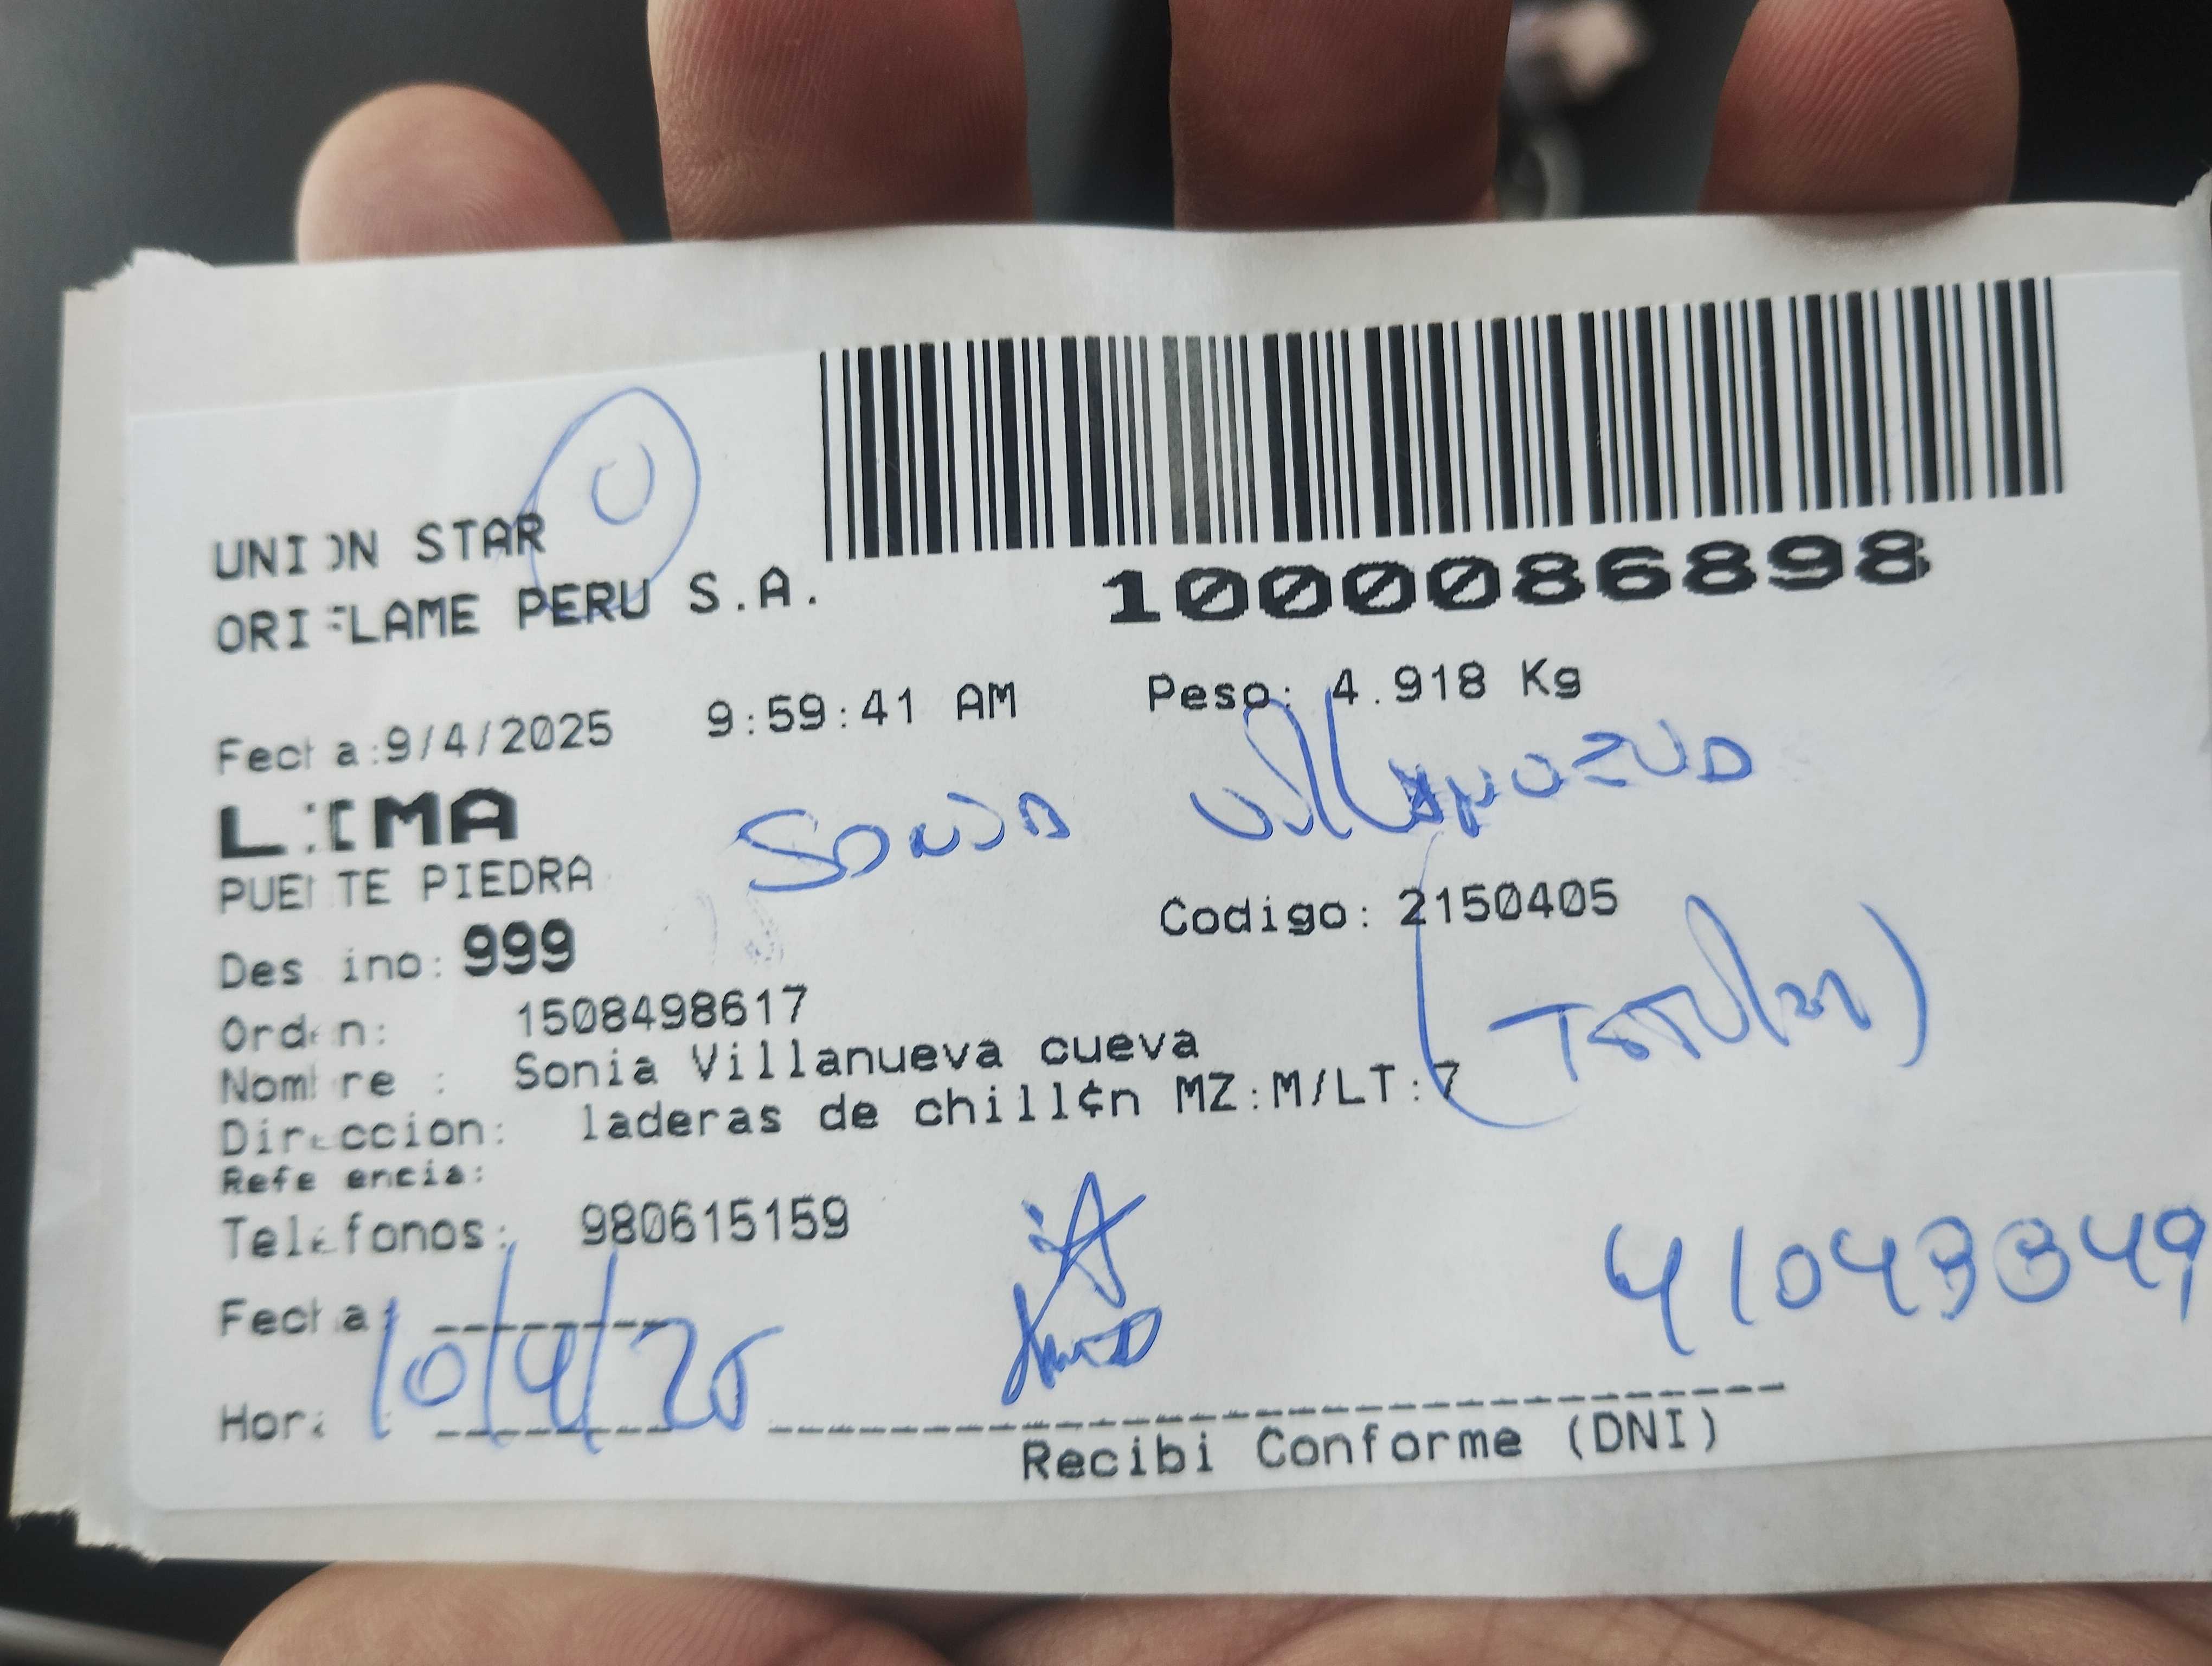 UNION STAR
ORIFLAME PERU S.A.
1000086898
Fecha:9/4/2025 9:59:41 AM Peso: 4.918 Kg
LIMA
Sonia Villanueva
PUENTE PIEDRA
Codigo: 2150405
Destino: 999
(Titular)
Orden: 1508498617
Nombre : Sonia Villanueva cueva
Direccion: laderas de chill¢n MZ:M/LT:7
Referencia:
Telefonos: 980615159
41043349
Fecha: 10/4/25
Hora :
Recibi Conforme (DNI)